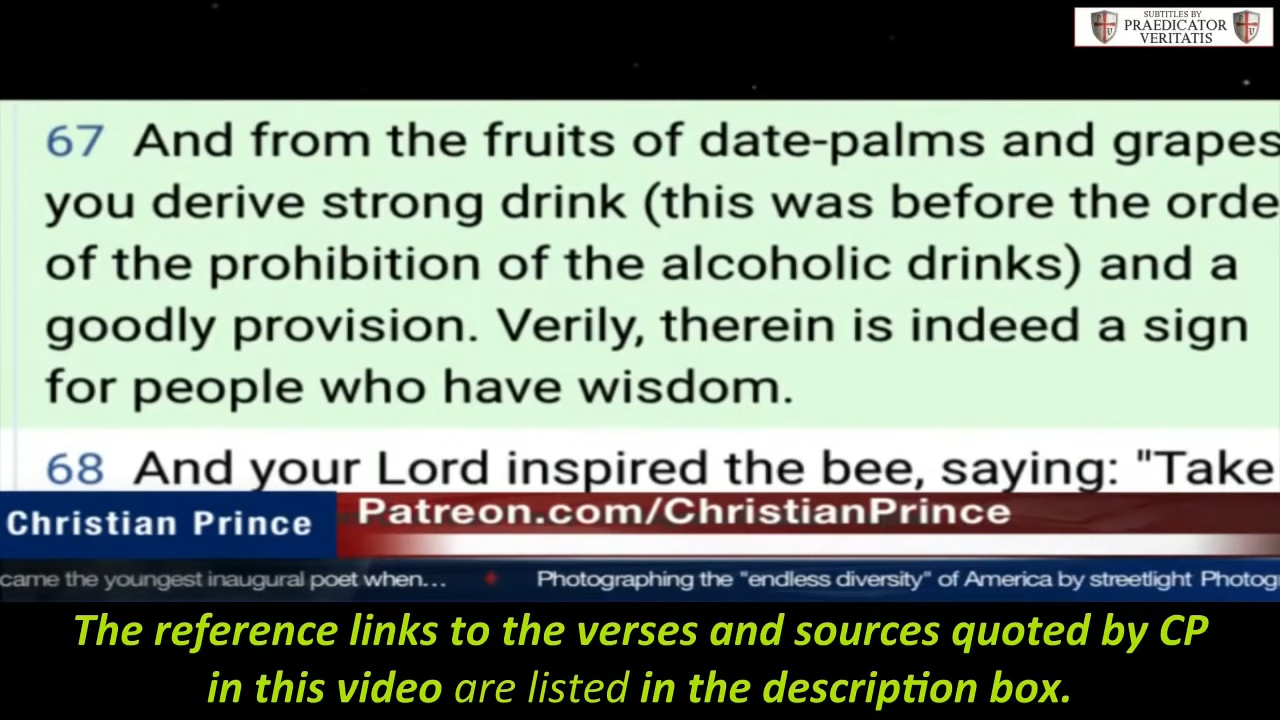 SUBTITLES BY
PRAEDICATOR
VERITATIS
67 And from the fruits of date-palms and grapes
you derive strong drink (this was before the orde
of the prohibition of the alcoholic drinks) and a
goodly provision. Verily, therein is indeed a sign
for people who have wisdom.
68 And your Lord inspired the bee, saying: "Take
Christian Prince
Patreon.com/ChristianPrince
came the youngest inaugural poet when... Photographing the "endless diversity" of America by streetlight Photog
The reference links to the verses and sources quoted by CP
in this video are listed in the description box.